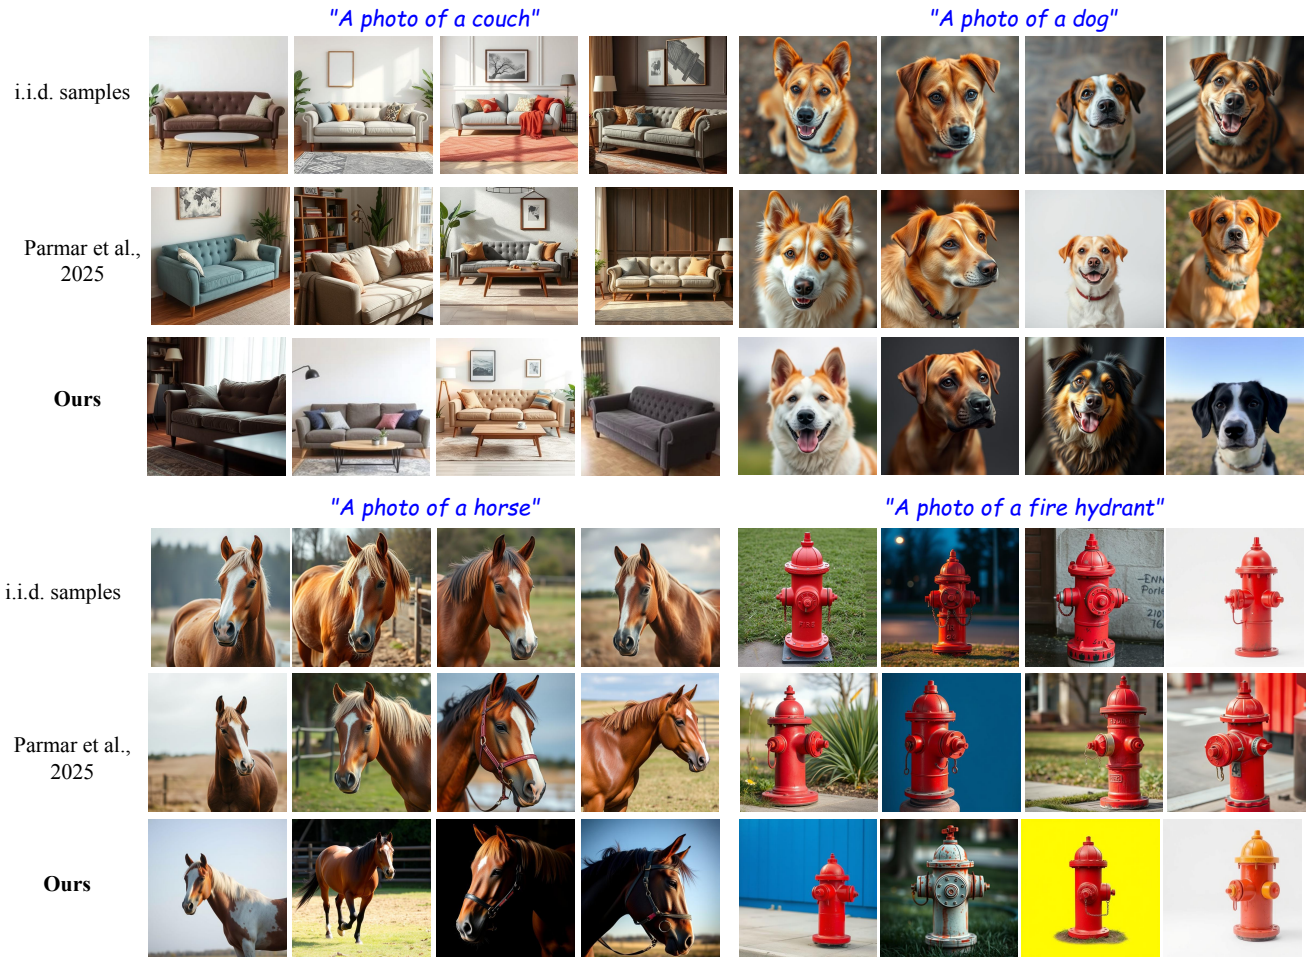 "A photo of a couch"
"A photo of a dog"
i.i.d. samples
Parmar et al.,
2025
Ours
"A photo of a horse"
"A photo of a fire hydrant"
i.i.d. samples
Parmar et al.,
2025
Ours